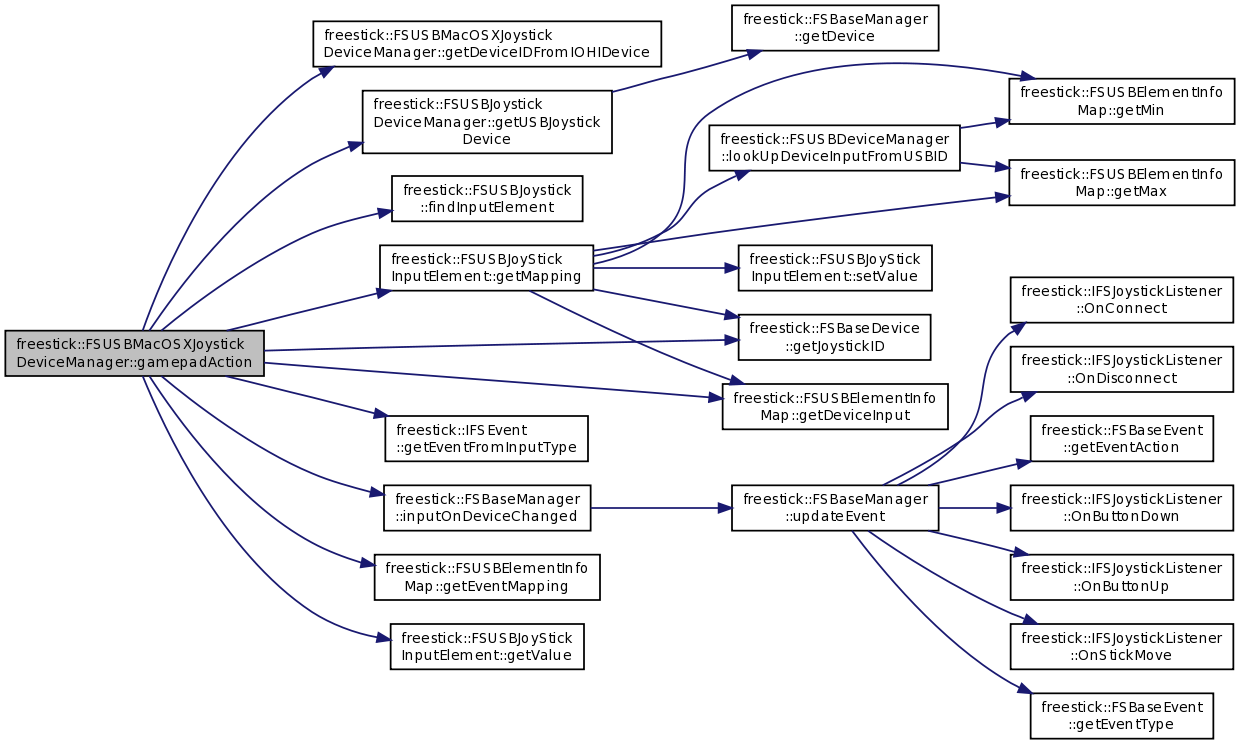 freestick::FSUSBMacOSXJoystick
DeviceManager::gamepadAction
freestick::FSUSBMacOSXJoystick
DeviceManager::getDeviceIDFromIOHIDevice
freestick::FSUSBJoystick
DeviceManager::getUSBJoystick
Device
freestick::FSUSBJoystick
::findInputElement
freestick::FSUSBJoyStick
InputElement::getMapping
freestick::IFSEvent
::getEventFromInputType
freestick::FSBaseManager
::inputOnDeviceChanged
freestick::FSUSBElementInfo
Map::getEventMapping
freestick::FSUSBJoyStick
InputElement::getValue
freestick::FSBaseManager
::getDevice
freestick::FSUSBDeviceManager
::lookUpDeviceInputFromUSBID
freestick::FSUSBJoyStick
InputElement::setValue
freestick::FSBaseDevice
::getJoystickID
freestick::FSUSBElementInfo
Map::getDeviceInput
freestick::FSBaseManager
::updateEvent
freestick::FSUSBElementInfo
Map::getMin
freestick::FSUSBElementInfo
Map::getMax
freestick::IFSJoystickListener
::OnConnect
freestick::IFSJoystickListener
::OnDisconnect
freestick::FSBaseEvent
::getEventAction
freestick::IFSJoystickListener
::OnButtonDown
freestick::IFSJoystickListener
::OnButtonUp
freestick::IFSJoystickListener
::OnStickMove
freestick::FSBaseEvent
::getEventType